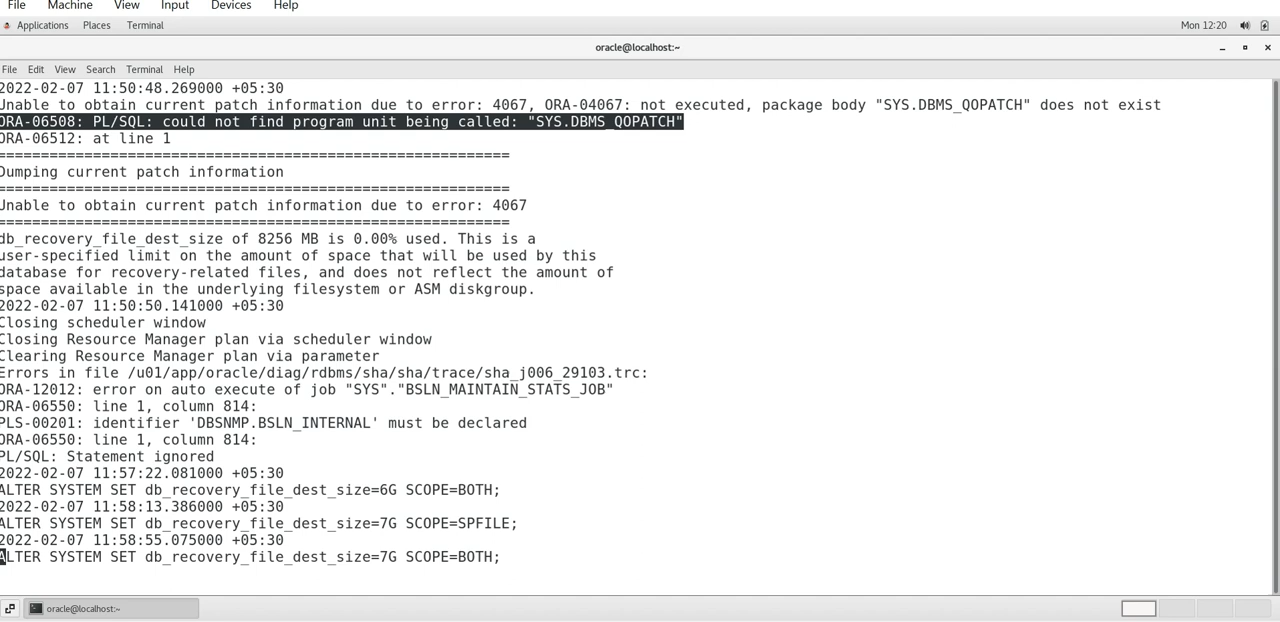 File Machine View Input Devices Help
Applications Places Terminal Mon 12:20
oracle@localhost:~
File Edit View Search Terminal Help
2022-02-07 11:50:48.269000 +05:30
Unable to obtain current patch information due to error: 4067, ORA-04067: not executed, package body "SYS.DBMS_QOPATCH" does not exist
ORA-06508: PL/SQL: could not find program unit being called: "SYS.DBMS_QOPATCH"
ORA-06512: at line 1
===========================================================
Dumping current patch information
===========================================================
Unable to obtain current patch information due to error: 4067
===========================================================
db_recovery_file_dest_size of 8256 MB is 0.00% used. This is a
user-specified limit on the amount of space that will be used by this
database for recovery-related files, and does not reflect the amount of
space available in the underlying filesystem or ASM diskgroup.
2022-02-07 11:50:50.141000 +05:30
Closing scheduler window
Closing Resource Manager plan via scheduler window
Clearing Resource Manager plan via parameter
Errors in file /u01/app/oracle/diag/rdbms/sha/sha/trace/sha_j006_29103.trc:
ORA-12012: error on auto execute of job "SYS"."BSLN_MAINTAIN_STATS_JOB"
ORA-06550: line 1, column 814:
PLS-00201: identifier 'DBSNMP.BSLN_INTERNAL' must be declared
ORA-06550: line 1, column 814:
PL/SQL: Statement ignored
2022-02-07 11:57:22.081000 +05:30
ALTER SYSTEM SET db_recovery_file_dest_size=6G SCOPE=BOTH;
2022-02-07 11:58:13.386000 +05:30
ALTER SYSTEM SET db_recovery_file_dest_size=7G SCOPE=SPFILE;
2022-02-07 11:58:55.075000 +05:30
ALTER SYSTEM SET db_recovery_file_dest_size=7G SCOPE=BOTH;
oracle@localhost:~